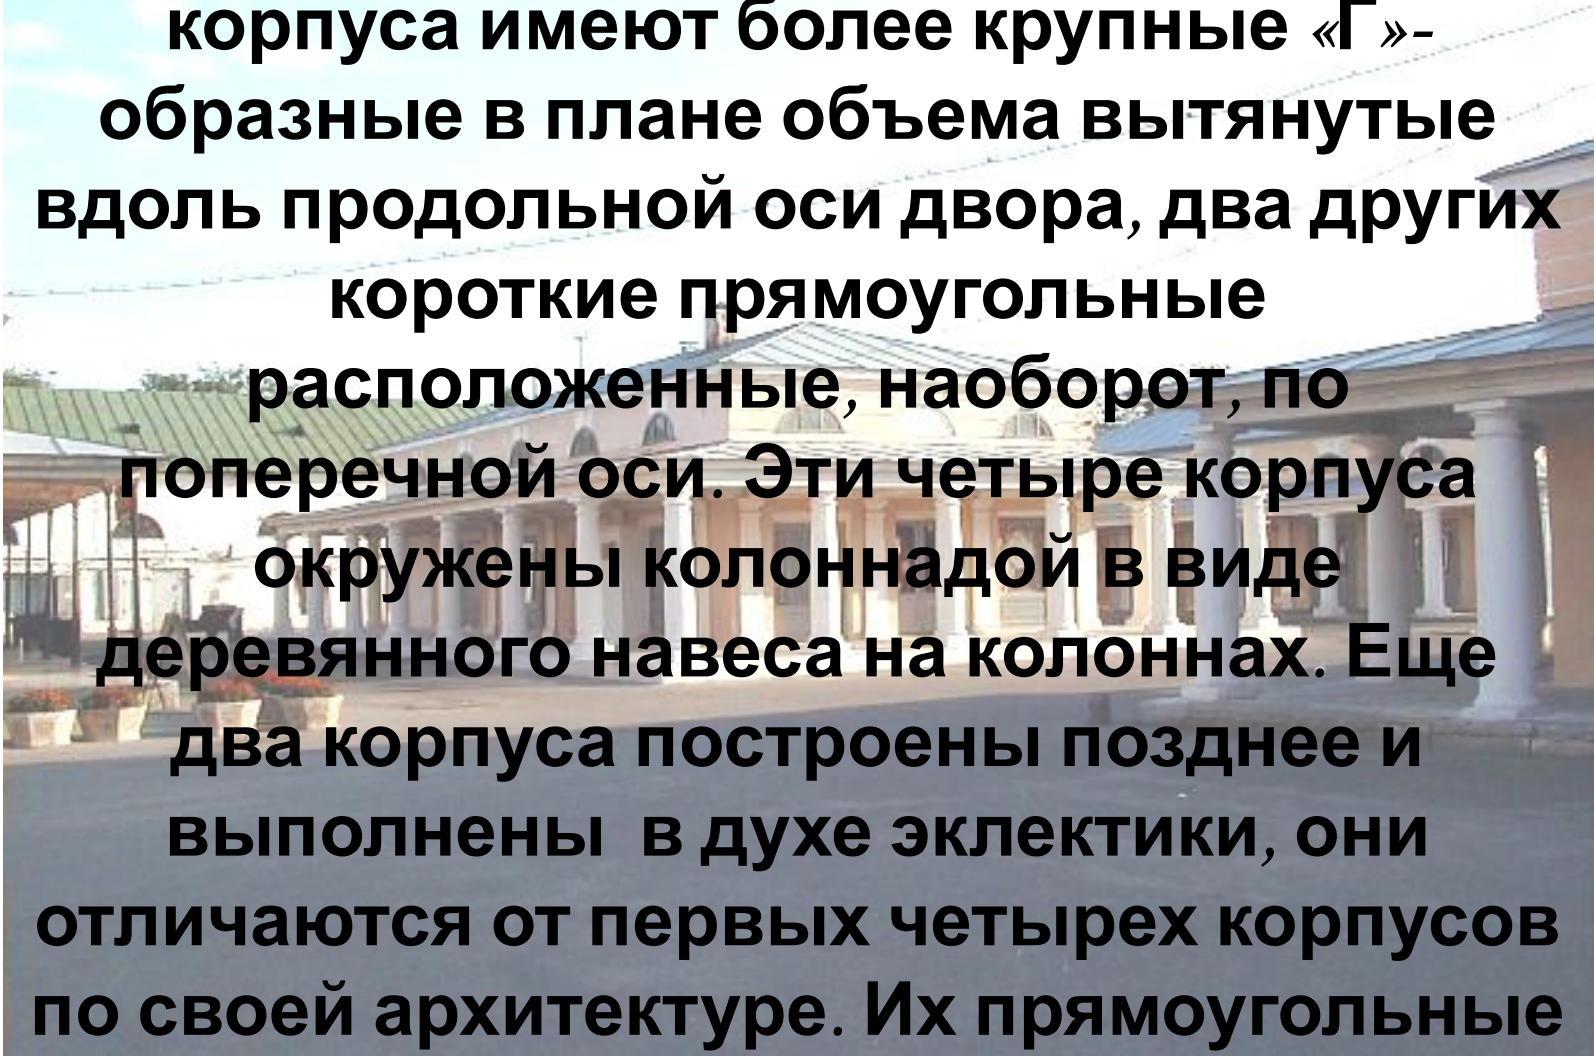 корпуса имеют более крупные «Г»-
образные в плане объема вытянутые
вдоль продольной оси двора, два других
короткие прямоугольные
расположенные, наоборот, по
поперечной оси. Эти четыре корпуса
окружены колоннадой в виде
деревянного навеса на колоннах. Еще
два корпуса построены позднее и
выполнены  в духе эклектики, они
отличаются от первых четырех корпусов
по своей архитектуре. Их прямоугольные